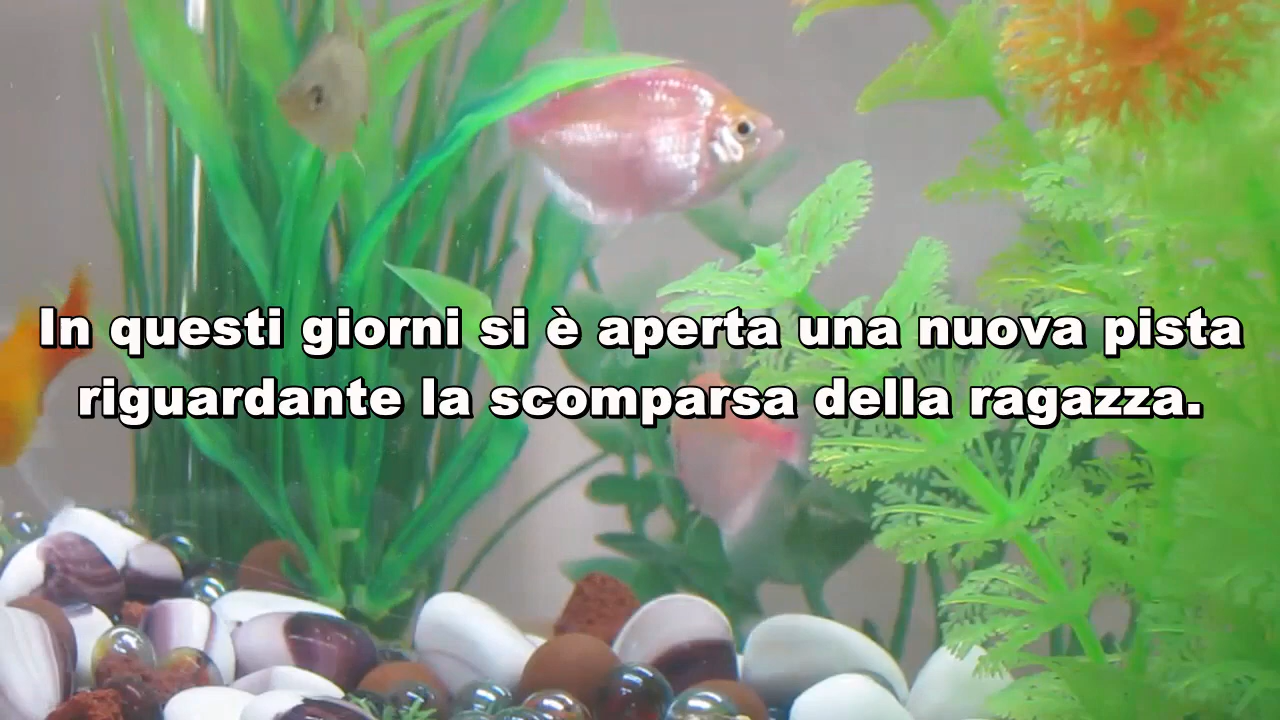 In questi giorni si è aperta una nuova pista
riguardante la scomparsa della ragazza.